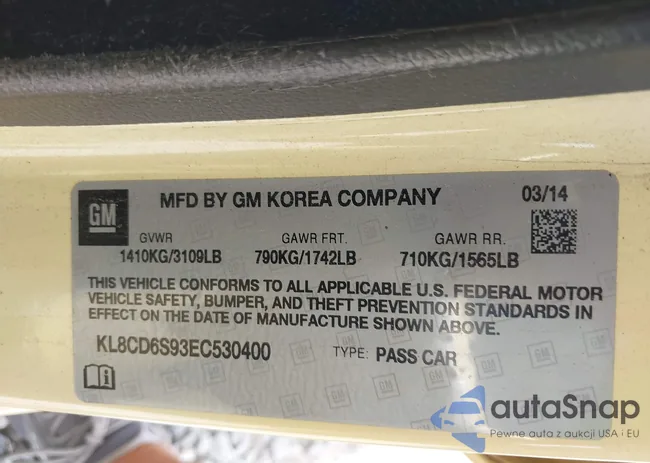 GM
MFD BY GM KOREA COMPANY
03/14
GVWR
GAWR FRT.
GAWR RR.
1410KG/3109LB
790KG/1742LB
710KG/1565LB
THIS VEHICLE CONFORMS TO ALL APPLICABLE U.S. FEDERAL MOTOR
VEHICLE SAFETY, BUMPER, AND THEFT PREVENTION STANDARDS IN
EFFECT ON THE DATE OF MANUFACTURE SHOWN ABOVE.
KL8CD6S93EC530400
TYPE: PASS CAR
autaSnap
Pewne auta z aukcji USA i EU